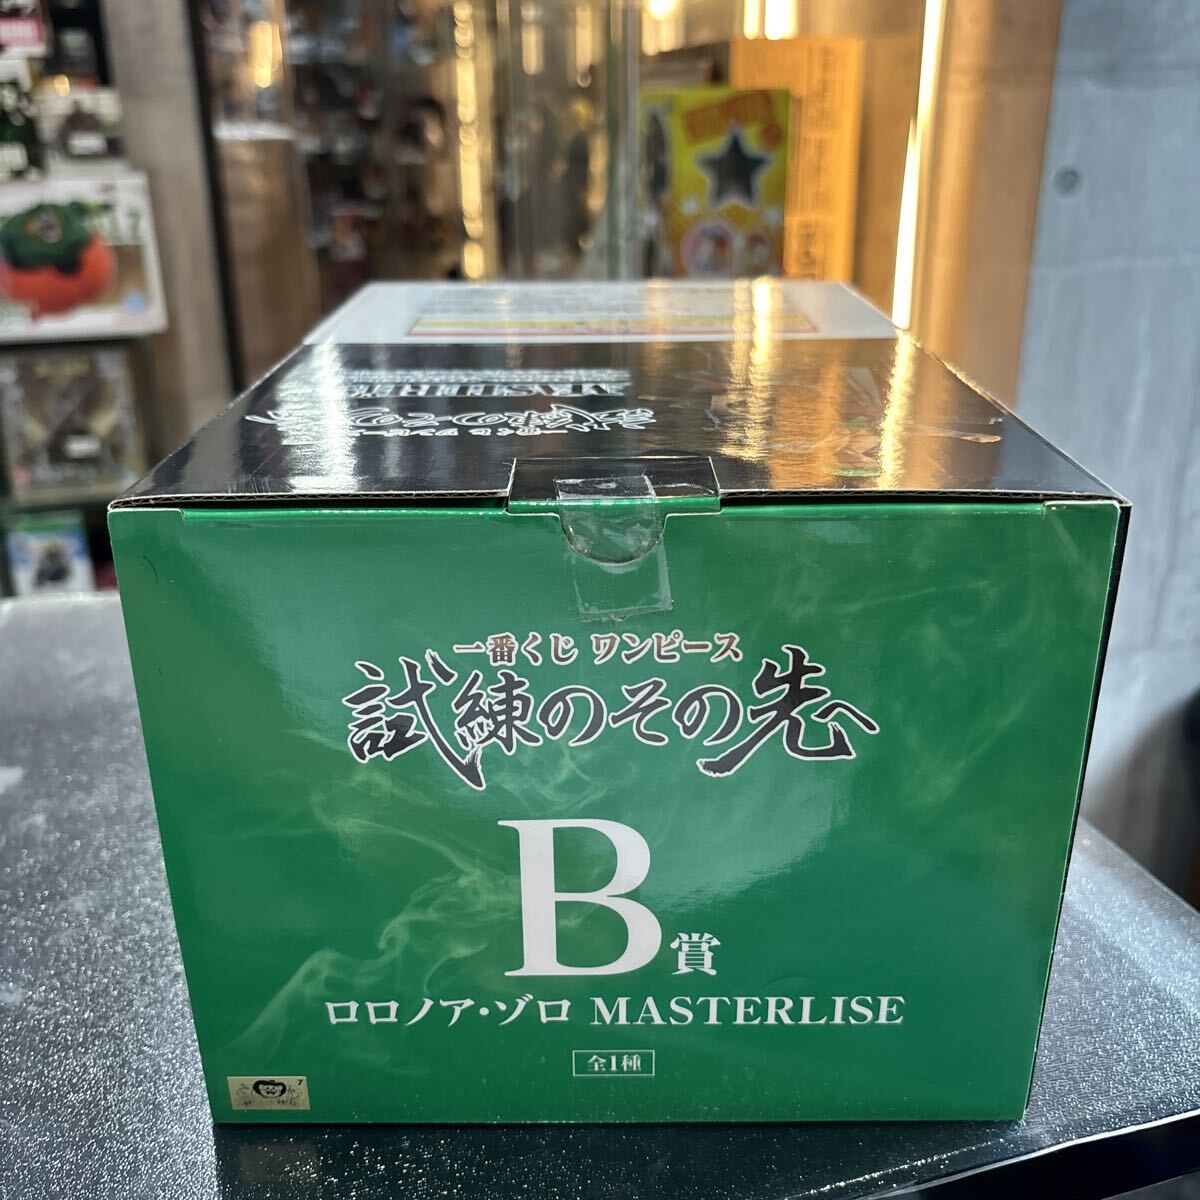 一番くじ ワンピース
試練のその先へ
B賞
ロロノア・ゾロ MASTERLISE
全1種
7